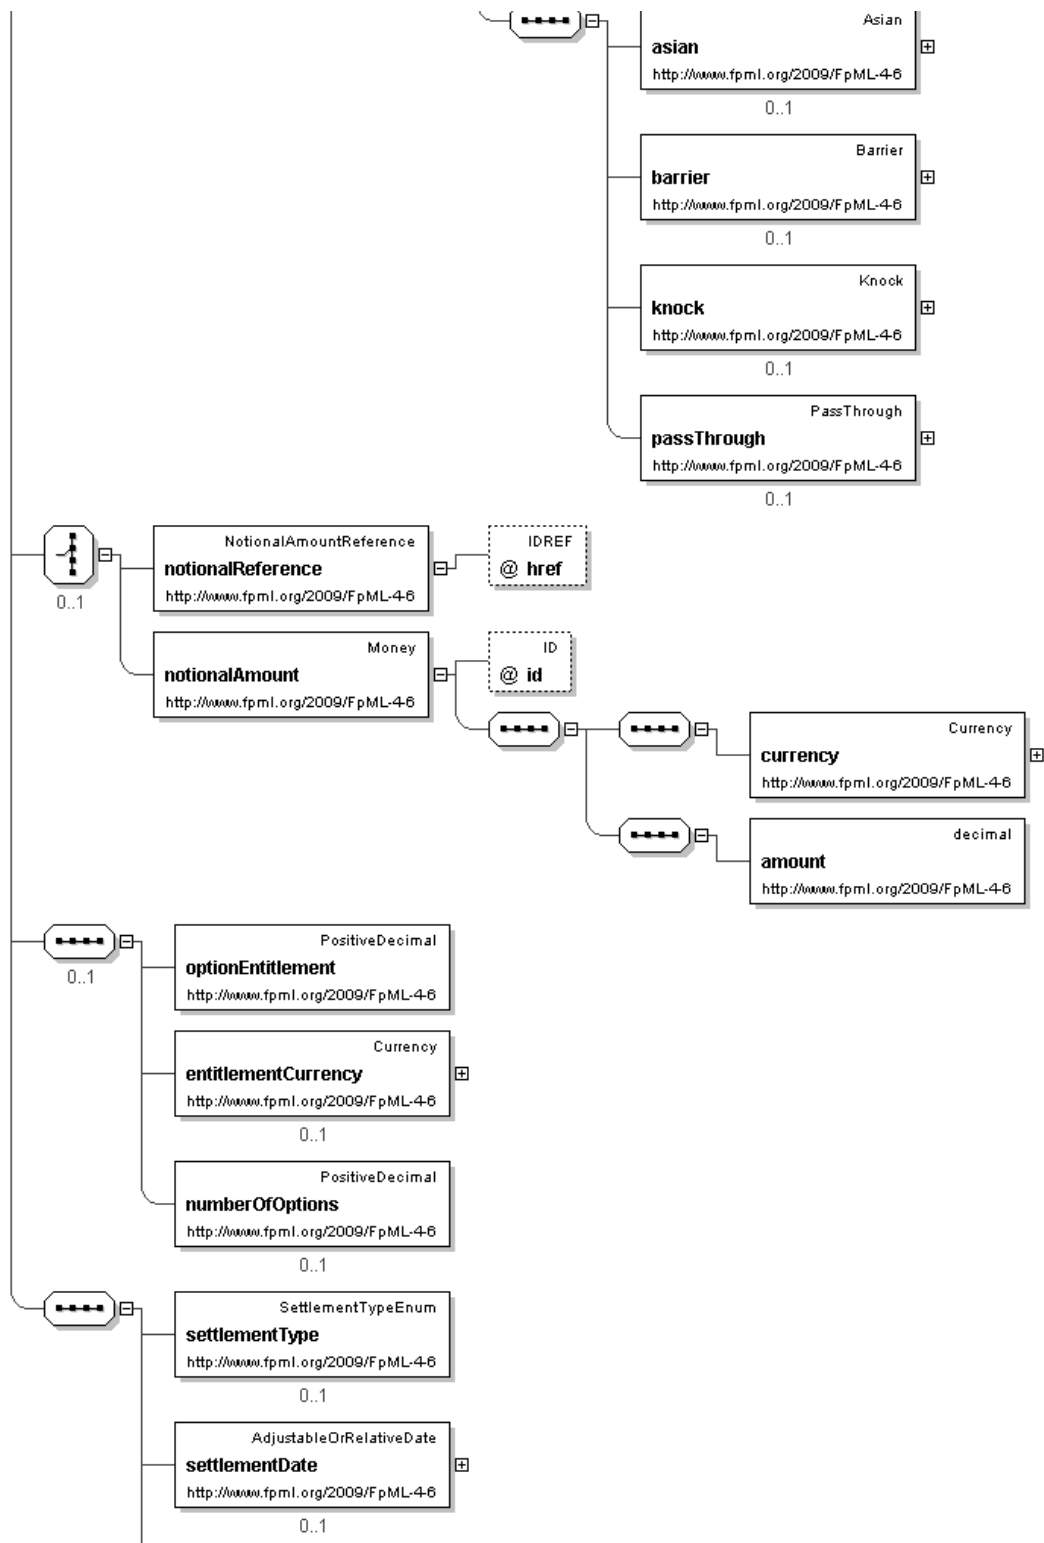 Asian
asian
http://www.fpml.org/2009/FpML-4-6
0..1
Barrier
barrier
http://www.fpml.org/2009/FpML-4-6
0..1
Knock
knock
http://www.fpml.org/2009/FpML-4-6
0..1
PassThrough
passThrough
http://www.fpml.org/2009/FpML-4-6
0..1
0..1
NotionalAmountReference
notionalReference
http://www.fpml.org/2009/FpML-4-6
IDREF
@ href
Money
notionalAmount
http://www.fpml.org/2009/FpML-4-6
ID
@ id
Currency
currency
http://www.fpml.org/2009/FpML-4-6
decimal
amount
http://www.fpml.org/2009/FpML-4-6
0..1
PositiveDecimal
optionEntitlement
http://www.fpml.org/2009/FpML-4-6
Currency
entitlementCurrency
http://www.fpml.org/2009/FpML-4-6
0..1
PositiveDecimal
numberOfOptions
http://www.fpml.org/2009/FpML-4-6
0..1
SettlementTypeEnum
settlementType
http://www.fpml.org/2009/FpML-4-6
0..1
AdjustableOrRelativeDate
settlementDate
http://www.fpml.org/2009/FpML-4-6
0..1